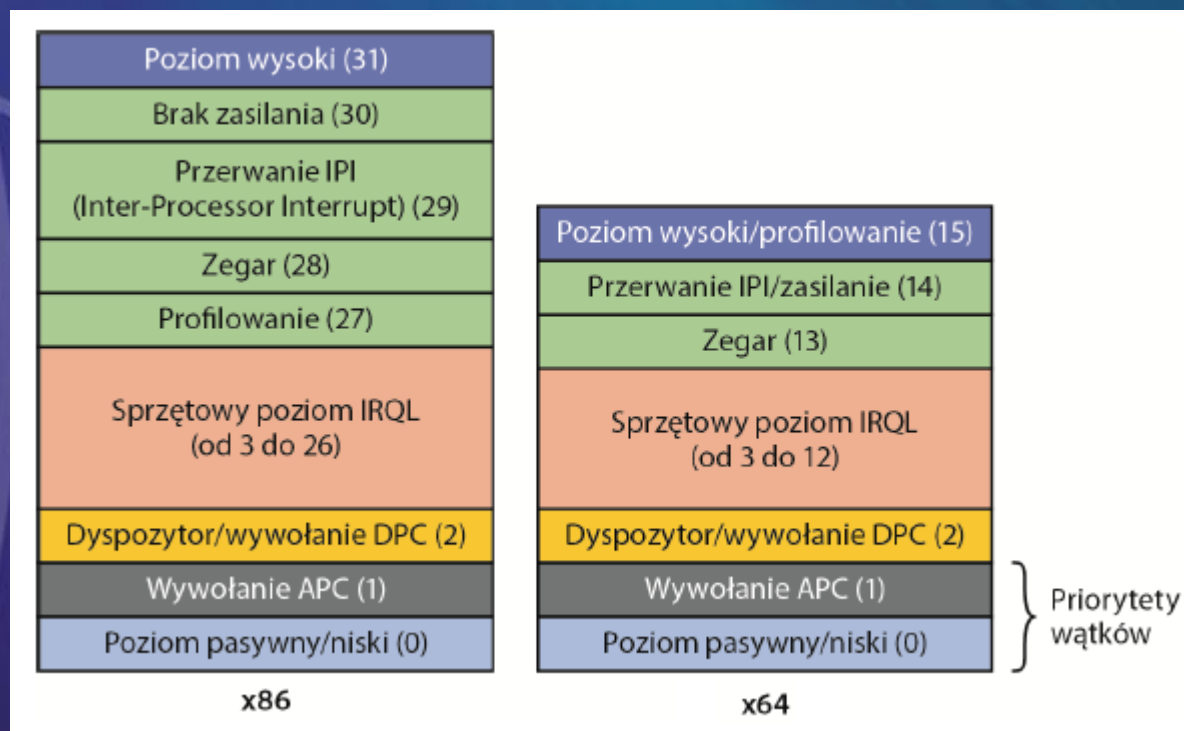 Poziom wysoki (31)
Brak zasilania (30)
Przerwanie IPI
(Inter-Processor Interrupt) (29)
Zegar (28)
Profilowanie (27)
Sprzętowy poziom IRQL
(od 3 do 26)
Dyspozytor/wywołanie DPC (2)
Wywołanie APC (1)
Poziom pasywny/niski (0)
x86
Poziom wysoki/profilowanie (15)
Przerwanie IPI/zasilanie (14)
Zegar (13)
Sprzętowy poziom IRQL
(od 3 do 12)
Dyspozytor/wywołanie DPC (2)
Wywołanie APC (1)
Poziom pasywny/niski (0)
x64
Priorytety
wątków